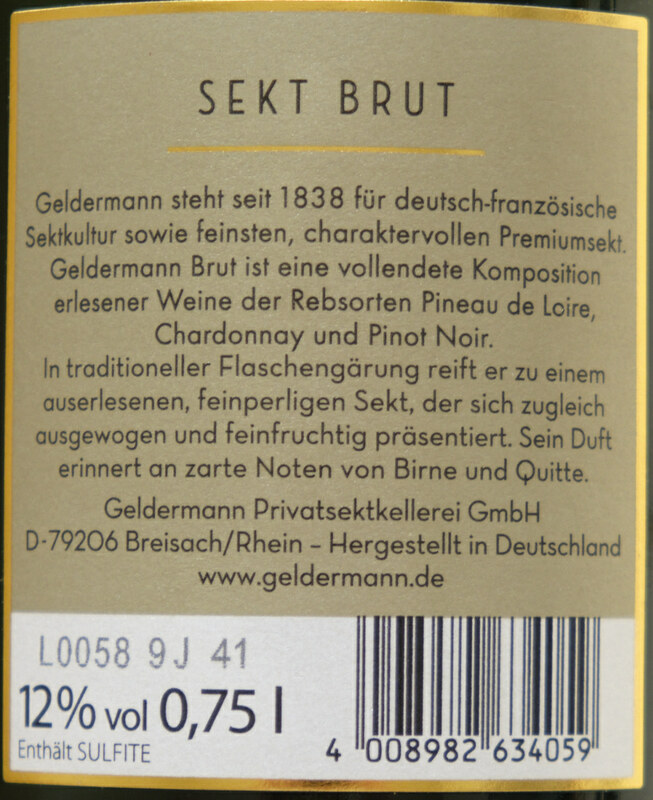 SEKT BRUT
Geldermann steht seit 1838 für deutsch-französische
Sektkultur sowie feinsten, charaktervollen Premiumsekt.
Geldermann Brut ist eine vollendete Komposition
erlesener Weine der Rebsorten Pineau de Loire,
Chardonnay und Pinot Noir.
In traditioneller Flaschengärung reift er zu einem
auserlesenen, feinperligen Sekt, der sich zugleich
ausgewogen und feinfruchtig präsentiert. Sein Duft
erinnert an zarte Noten von Birne und Quitte.
Geldermann Privatsektkellerei GmbH
D-79206 Breisach/Rhein – Hergestellt in Deutschland
www.geldermann.de
L0058 9J 41
12% vol 0,75 l
Enthält SULFITE
4 008982 634059